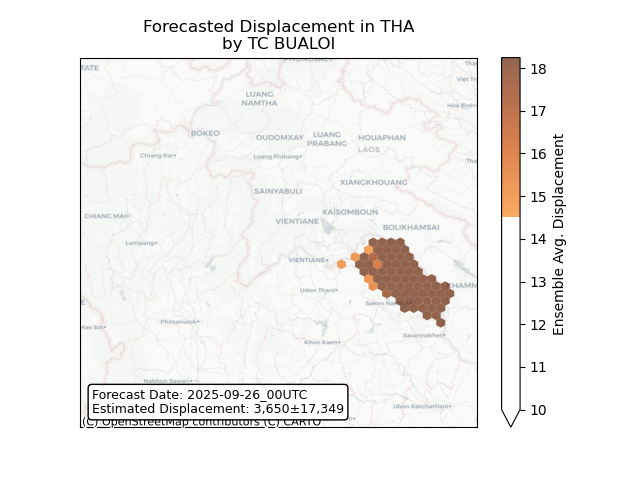 Forecasted Displacement in THA
by TC BUALOI
LUANG
NAMTHA
BOKEO
OUDOMXAY
LUANG
PRABANG
HOUAPHAN
LAOS
Chiang Rai
Luang Prabang
XIANGKHOUANG
SAINYABULI
XAISOMBOUN
CHIANG MAI
VIENTIANE
BOLIKHAMSAI
Lampang
VIENTIANE
Udon Thani
Savannakhet
Phitsanulok
Khon Kaen
Nakhon Sawan
Ubon Ratchathani
Forecast Date: 2025-09-26_00UTC
Estimated Displacement: 3,650±17,349
(C) OpenStreetMap contributors (C) CARTO
18
17
16
15
14
13
12
11
10
Ensemble Avg. Displacement